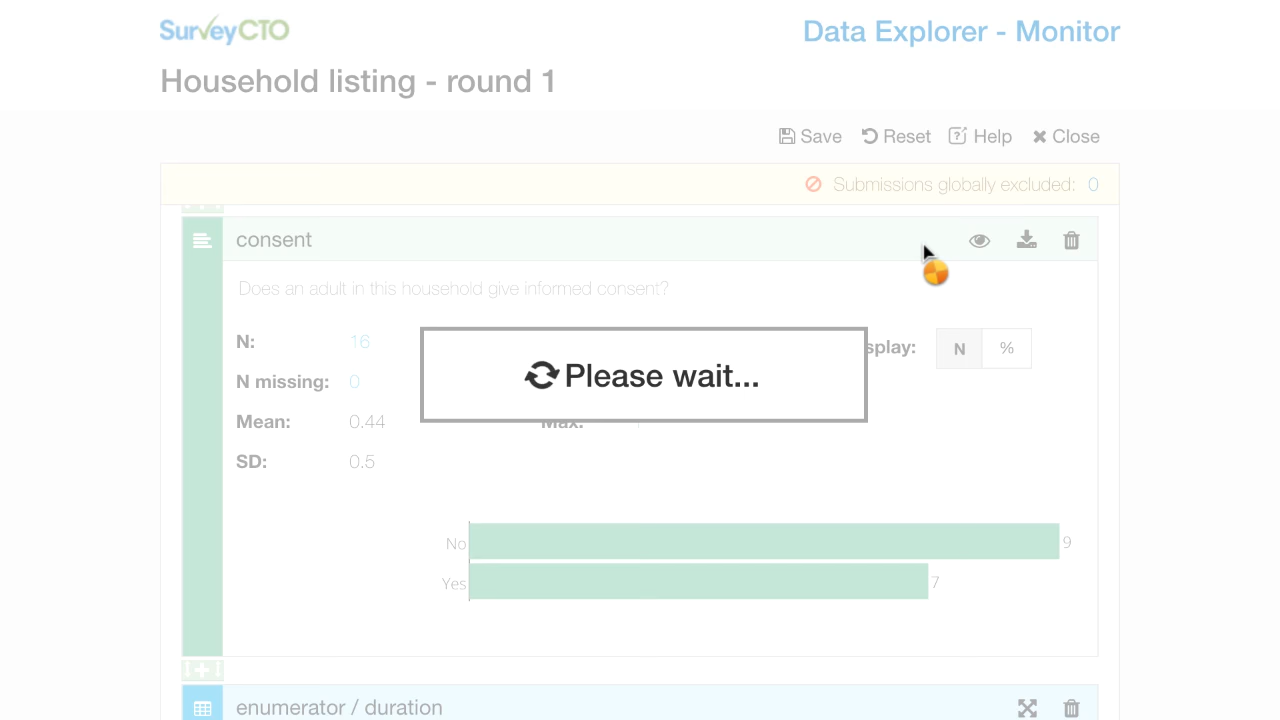 SurveyCTO
Data Explorer - Monitor
Household listing - round 1
Save Reset Help Close
Submissions globally excluded: 0
consent
Does an adult in this household give informed consent?
N: 16
splay: N %
Please wait...
N missing: 0
Mean: 0.44
Max:
SD: 0.5
No 9
Yes 7
enumerator / duration